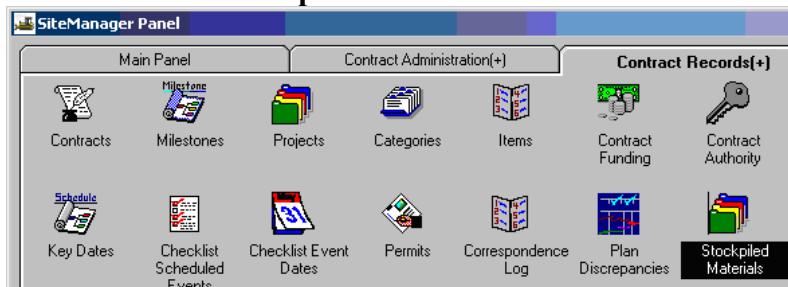 SiteManager Panel
Main Panel
Contract Administration(+)
Contract Records(+)
Milestone
Contracts
Milestones
Projects
Categories
Items
Contract
Funding
Contract
Authority
Schedule
Key Dates
Checklist
Scheduled
Events
Checklist Event
Dates
Permits
Correspondence
Log
Plan
Discrepancies
Stockpiled
Materials